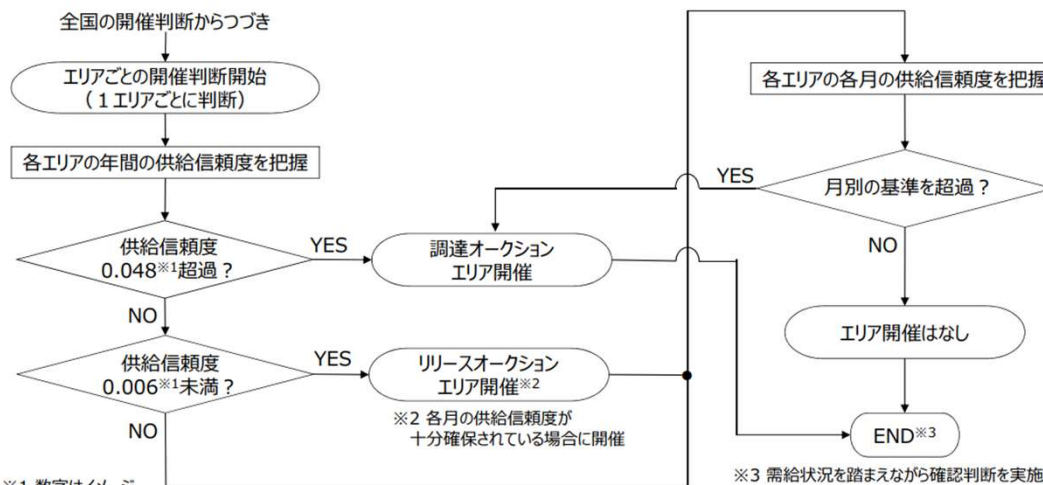 全国の開催判断からつづき
エリアごとの開催判断開始
(1エリアごとに判断)
各エリアの年間の供給信頼度を把握
供給信頼度
0.048※1超過？
YES
調達オークション
エリア開催
NO
供給信頼度
0.006※1未満？
YES
リリースオークション
エリア開催※2
※2 各月の供給信頼度が
十分確保されている場合に開催
NO
※1 数字はイメージ
各エリアの各月の供給信頼度を把握
月別の基準を超過？
YES
NO
エリア開催はなし
END※3
※3 需給状況を踏まえながら確認判断を実施